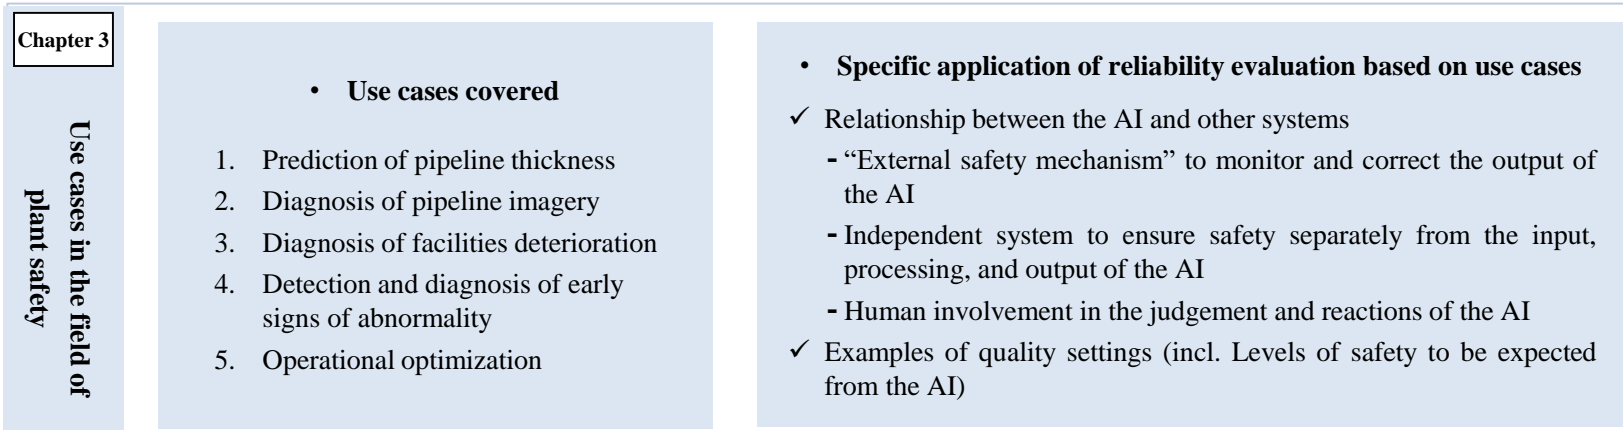 Chapter 3
Use cases in the field of
plant safety
• Use cases covered
1. Prediction of pipeline thickness
2. Diagnosis of pipeline imagery
3. Diagnosis of facilities deterioration
4. Detection and diagnosis of early
signs of abnormality
5. Operational optimization
• Specific application of reliability evaluation based on use cases
✓ Relationship between the AI and other systems
- “External safety mechanism” to monitor and correct the output of
the AI
- Independent system to ensure safety separately from the input,
processing, and output of the AI
- Human involvement in the judgement and reactions of the AI
✓ Examples of quality settings (incl. Levels of safety to be expected
from the AI)